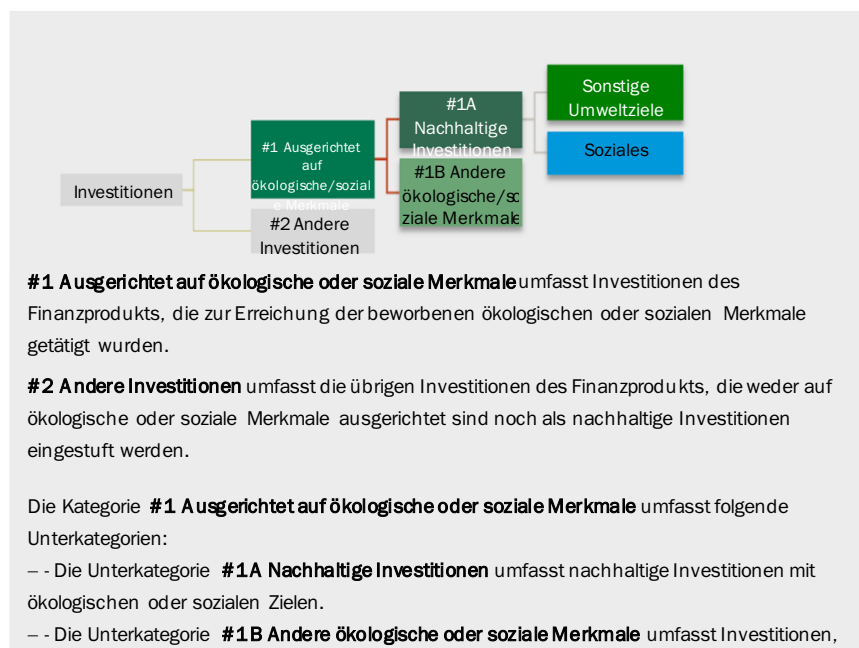 Sonstige
Umweltziele
#1A
Nachhaltige
Investitionen
Soziales
#1 Ausgerichtet
auf
ökologische/sozial
e Merkmale
#1B Andere
ökologische/so
ziale Merkmale
Investitionen
#2 Andere
Investitionen
#1 Ausgerichtet auf ökologische oder soziale Merkmale umfasst Investitionen des
Finanzprodukts, die zur Erreichung der beworbenen ökologischen oder sozialen Merkmale
getätigt wurden.
#2 Andere Investitionen umfasst die übrigen Investitionen des Finanzprodukts, die weder auf
ökologische oder soziale Merkmale ausgerichtet sind noch als nachhaltige Investitionen
eingestuft werden.
Die Kategorie #1 Ausgerichtet auf ökologische oder soziale Merkmale umfasst folgende
Unterkategorien:
– - Die Unterkategorie #1A Nachhaltige Investitionen umfasst nachhaltige Investitionen mit
ökologischen oder sozialen Zielen.
– - Die Unterkategorie #1B Andere ökologische oder soziale Merkmale umfasst Investitionen,